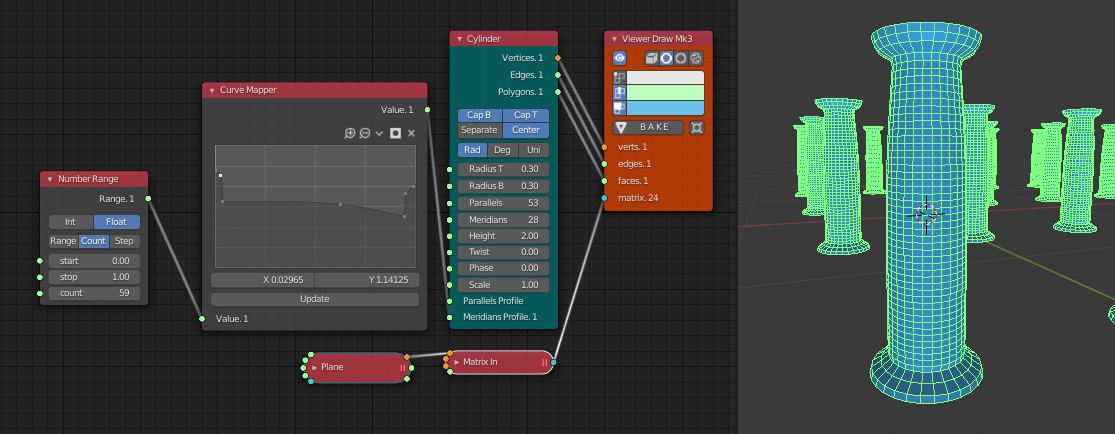 Number Range
Range. 1
Int Float
Range Count Step
start 0.00
stop 1.00
count 59
Curve Mapper
Value. 1
X 0.02965 Y 1.14125
Update
Value. 1
Plane
Cylinder
Vertices. 1
Edges. 1
Polygons. 1
Cap B Cap T
Separate Center
Rad Deg Uni
Radius T 0.30
Radius B 0.30
Parallels 53
Meridians 28
Height 2.00
Twist 0.00
Phase 0.00
Scale 1.00
Parallels Profile
Meridians Profile. 1
Matrix In
Viewer Draw Mk3
BAKE
verts. 1
edges. 1
faces. 1
matrix. 24